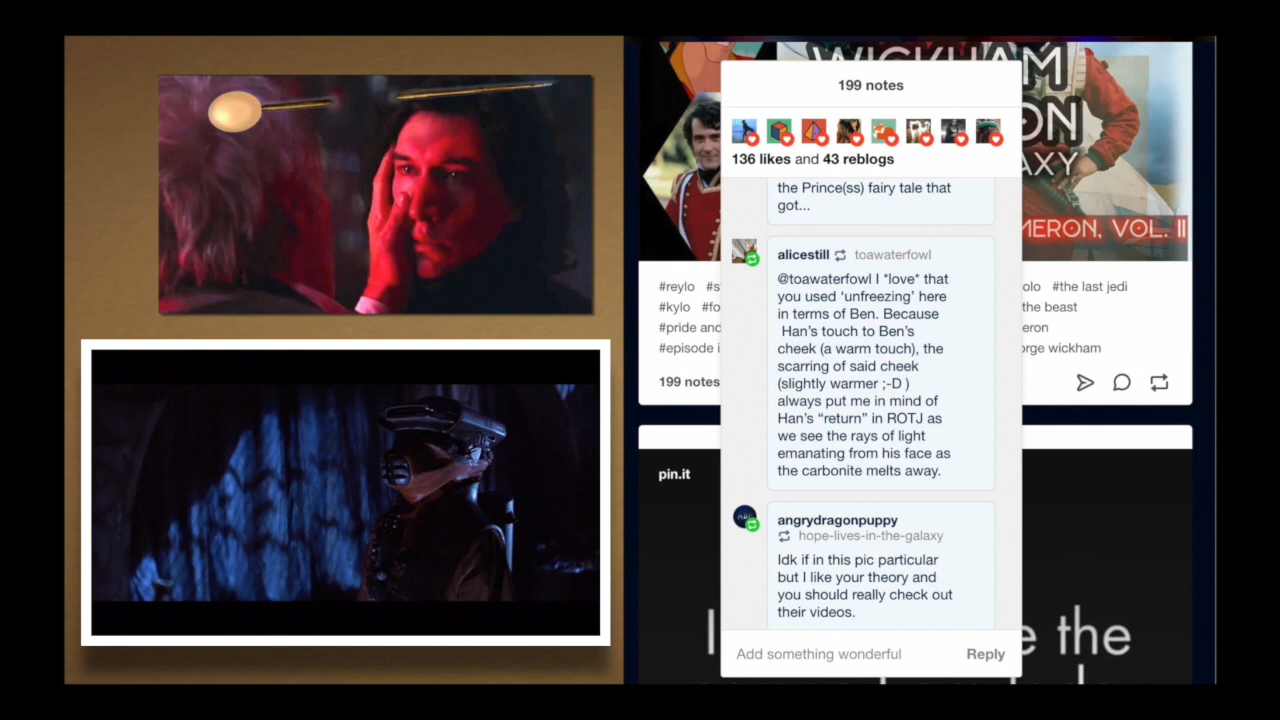 WICKHAM
ON
AXY
MERON, VOL. II
199 notes
136 likes and 43 reblogs
the Prince(ss) fairy tale that
got...
alicestill toawaterfowl
@toawaterfowl I *love* that
you used ‘unfreezing’ here
in terms of Ben. Because
Han’s touch to Ben’s
cheek (a warm touch), the
scarring of said cheek
(slightly warmer ;-D )
always put me in mind of
Han’s “return” in ROTJ as
we see the rays of light
emanating from his face as
the carbonite melts away.
angrydragonpuppy
hope-lives-in-the-galaxy
Idk if in this pic particular
but I like your theory and
you should really check out
their videos.
Add something wonderful Reply
#reylo #s olo #the last jedi
#kylo #fo the beast
#pride and eron
#episode i orge wickham
199 notes
pin.it
e the